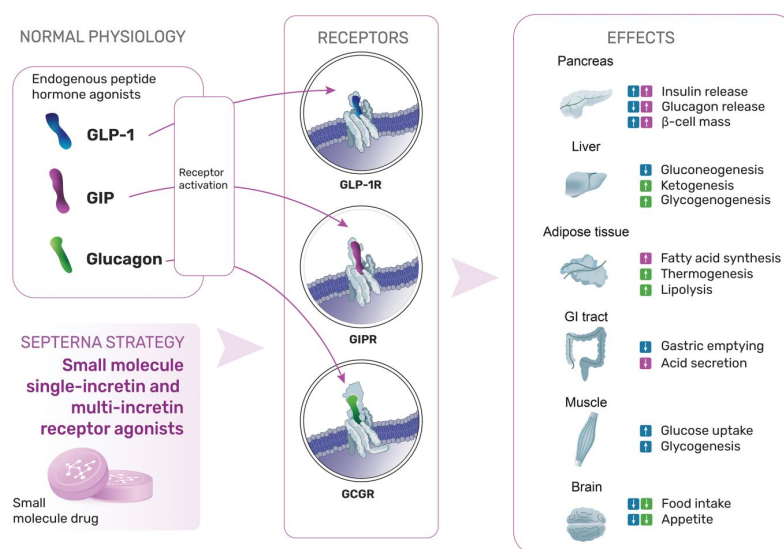 NORMAL PHYSIOLOGY
Endogenous peptide
hormone agonists
GLP-1
GIP
Glucagon
Receptor
activation
SEPTERNA STRATEGY
Small molecule
single-incretin and
multi-incretin
receptor agonists
Small
molecule drug
RECEPTORS
GLP-1R
GIPR
GCGR
EFFECTS
Pancreas
↑ ↑ Insulin release
↓ ↑ Glucagon release
↑ ↑ β-cell mass
Liver
↓ Gluconeogenesis
↑ Ketogenesis
↑ Glycogenogenesis
Adipose tissue
↑ Fatty acid synthesis
↑ Thermogenesis
↑ Lipolysis
GI tract
↓ Gastric emptying
↓ Acid secretion
Muscle
↑ Glucose uptake
↑ Glycogenesis
Brain
↓ ↓ Food intake
↓ ↓ Appetite